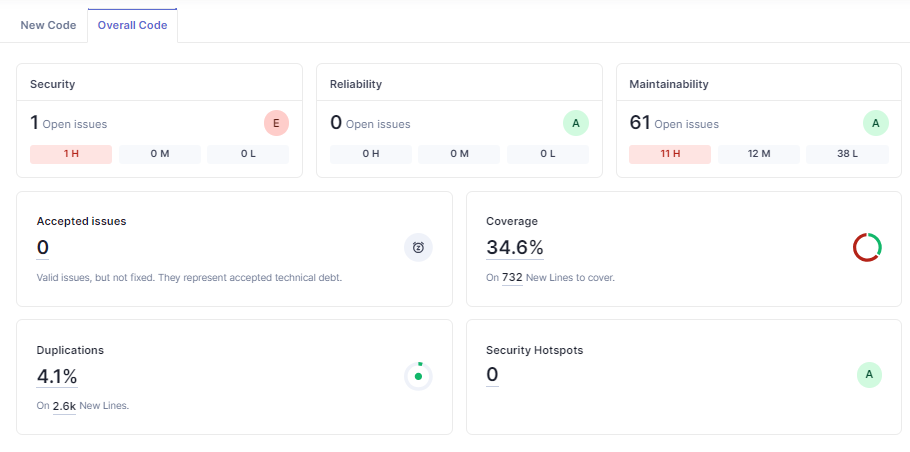 New Code Overall Code
Security
1 Open issues E
1 H 0 M 0 L
Reliability
0 Open issues A
0 H 0 M 0 L
Maintainability
61 Open issues A
11 H 12 M 38 L
Accepted issues
0
Valid issues, but not fixed. They represent accepted technical debt.
Coverage
34.6%
On 732 New Lines to cover.
Duplications
4.1%
On 2.6k New Lines.
Security Hotspots
0 A